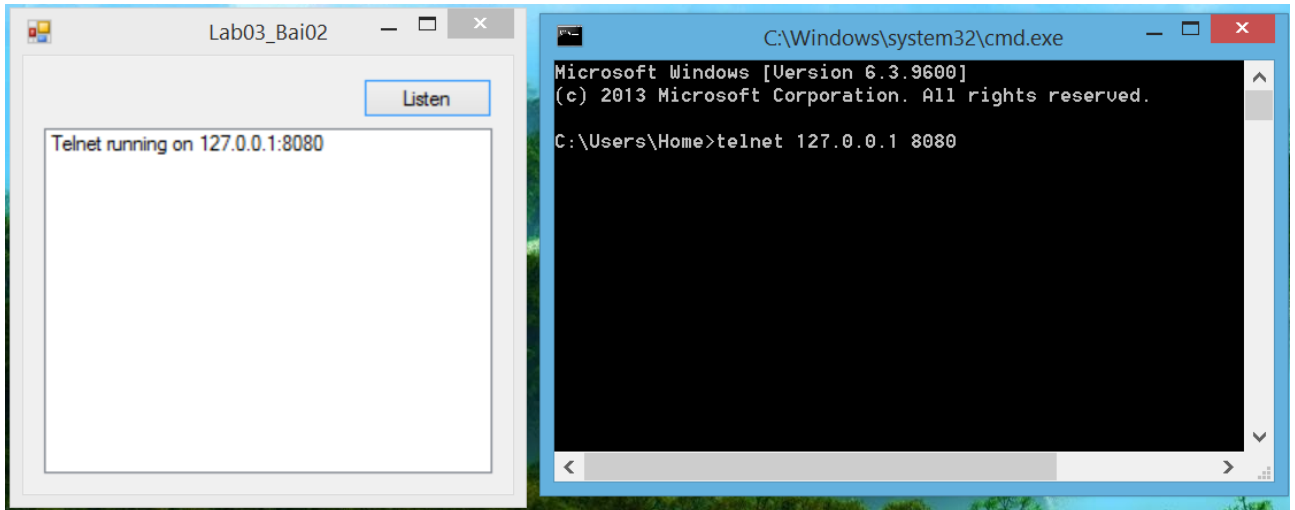 Lab03_Bai02
Listen
Telnet running on 127.0.0.1:8080
C:\Windows\system32\cmd.exe
Microsoft Windows [Version 6.3.9600]
(c) 2013 Microsoft Corporation. All rights reserved.
C:\Users\Home>telnet 127.0.0.1 8080